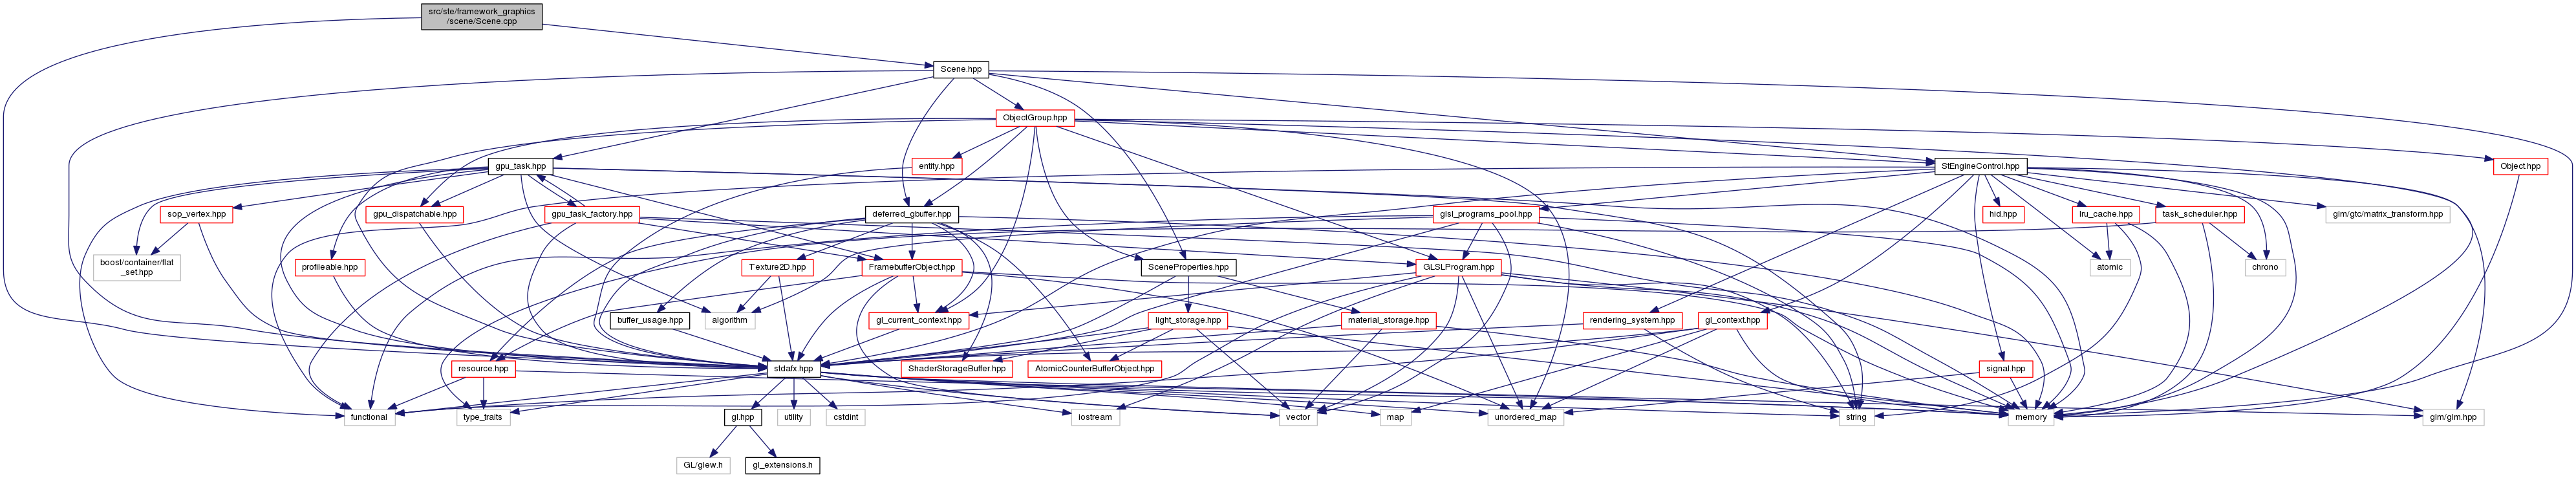 src/ste/framework_graphics
/scene/Scene.cpp
Scene.hpp
ObjectGroup.hpp
gpu_task.hpp
entity.hpp
StEngineControl.hpp
Object.hpp
sop_vertex.hpp
gpu_dispatchable.hpp
gpu_task_factory.hpp
deferred_gbuffer.hpp
glsl_programs_pool.hpp
hid.hpp
lru_cache.hpp
task_scheduler.hpp
glm/gtc/matrix_transform.hpp
boost/container/flat
_set.hpp
profileable.hpp
Texture2D.hpp
FramebufferObject.hpp
SceneProperties.hpp
GLSLProgram.hpp
atomic
chrono
buffer_usage.hpp
algorithm
gl_current_context.hpp
light_storage.hpp
material_storage.hpp
rendering_system.hpp
gl_context.hpp
resource.hpp
stdafx.hpp
ShaderStorageBuffer.hpp
AtomicCounterBufferObject.hpp
signal.hpp
functional
type_traits
gl.hpp
utility
cstdint
iostream
vector
map
unordered_map
string
memory
glm/glm.hpp
GL/glew.h
gl_extensions.h